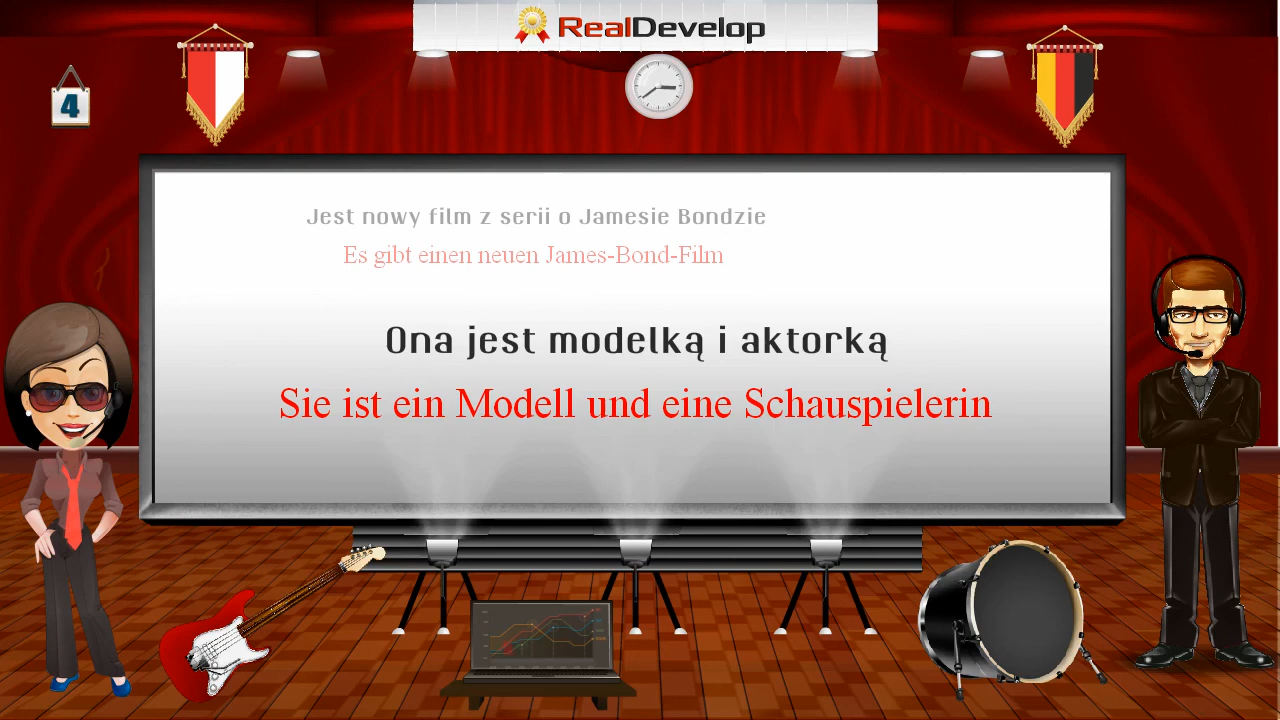 RealDevelop
4
Jest nowy film z serii o Jamesie Bondzie
Es gibt einen neuen James-Bond-Film
Ona jest modelką i aktorką
Sie ist ein Modell und eine Schauspielerin